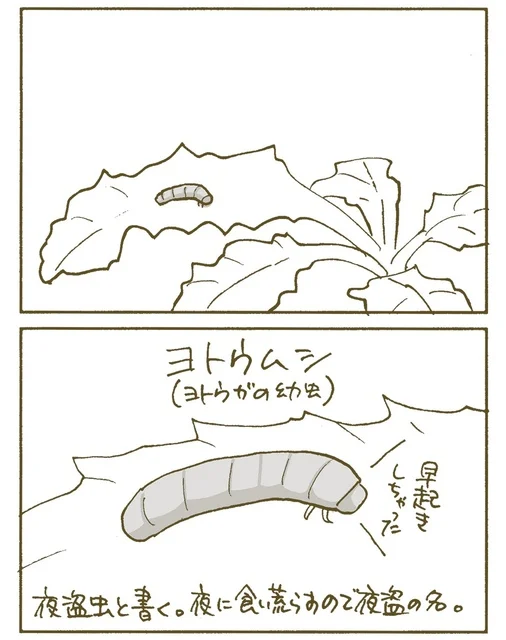 ヨトウムシ
(ヨトウガの幼虫)
早起き
しちゃった
夜盗虫と書く。夜に食い荒らすので夜盗の名。